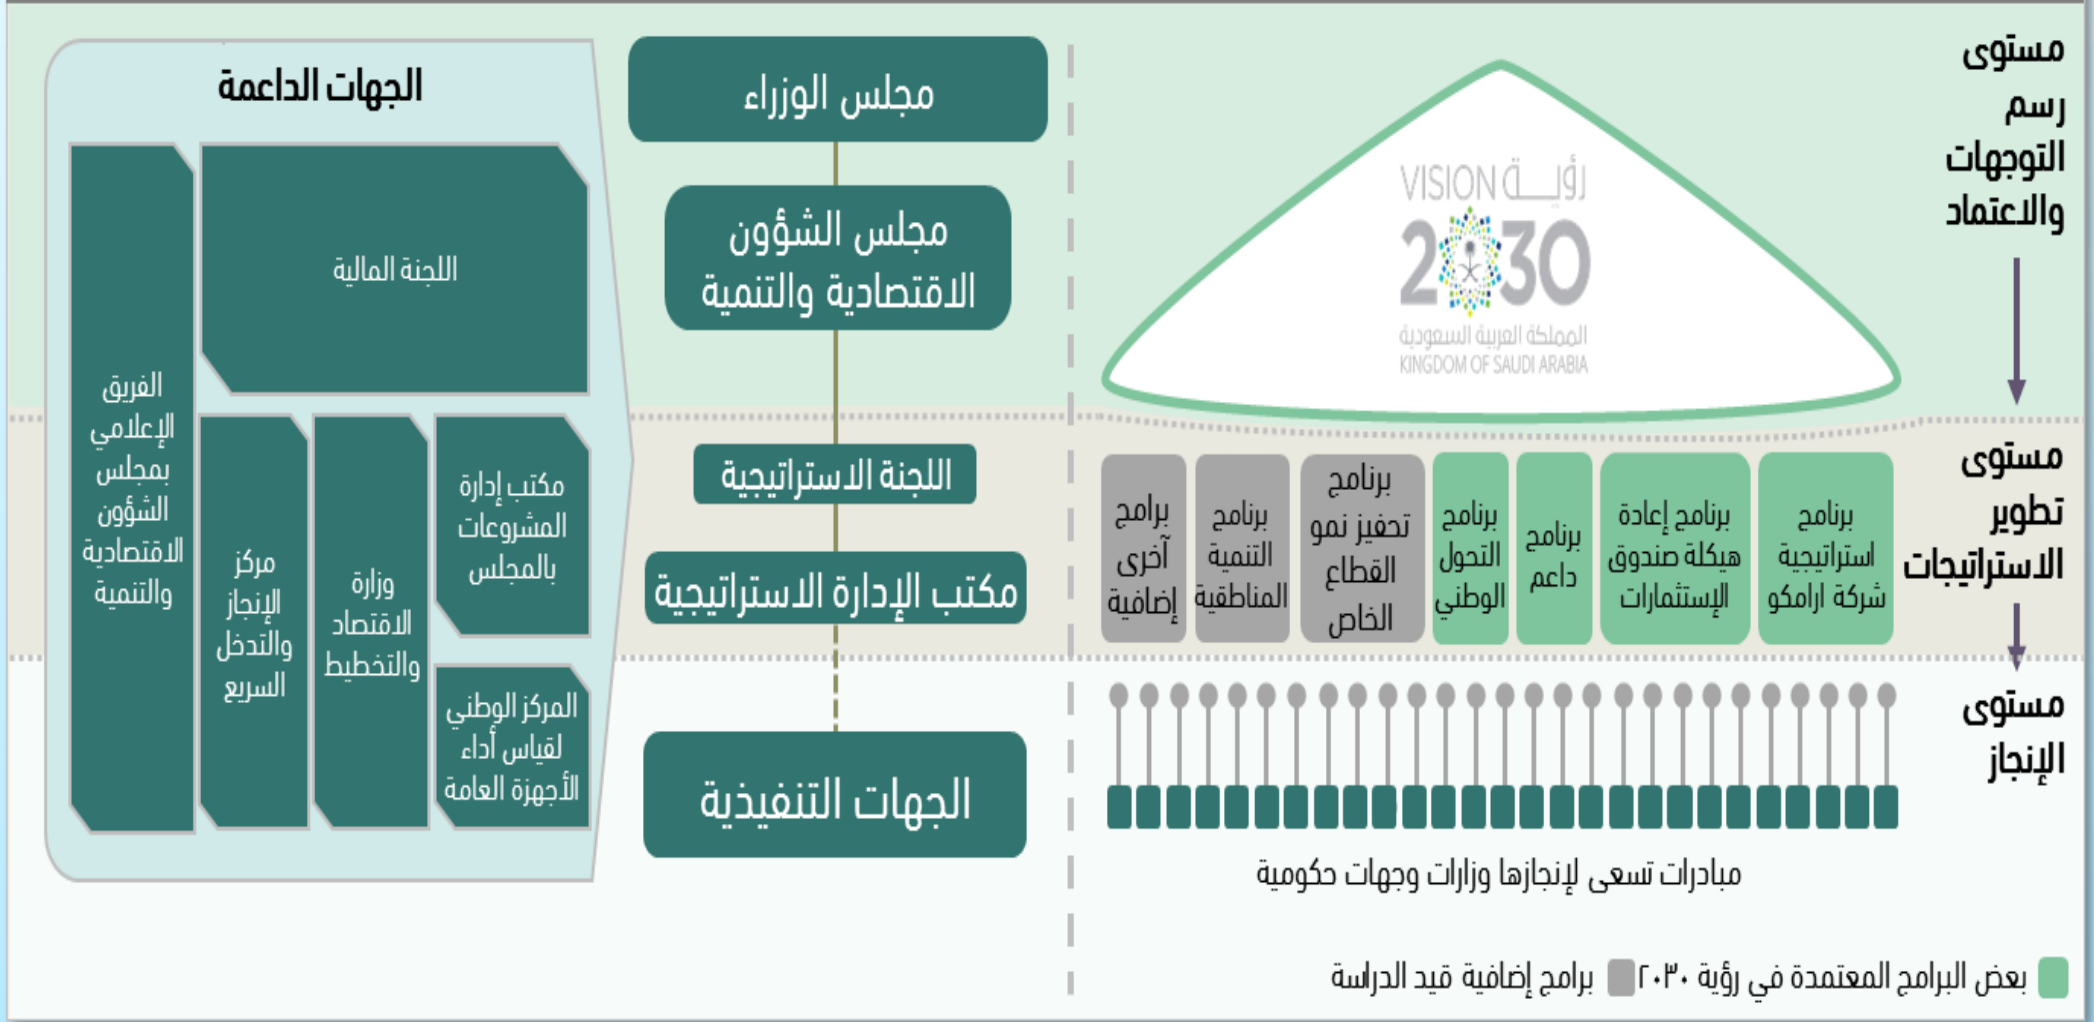 مستوى
رسم
التوجهات
والاعتماد
رؤيـــة VISION
2030
المملكة العربية السعودية
KINGDOM OF SAUDI ARABIA
مجلس الوزراء
مجلس الشؤون
الاقتصادية والتنمية
الجهات الداعمة
اللجنة المالية
الفريق
الإعلامي
بمجلس
الشؤون
الاقتصادية
والتنمية
مستوى
تطوير
الاستراتيجات
برنامج
استراتيجية
شركة ارامكو
برنامج إعادة
هيكلة صندوق
الإستثمارات
برنامج
داعم
برنامج
التحول
الوطني
برنامج
تحفيز نمو
القطاع
الخاص
برنامج
التنمية
المناطقية
برامج
آخرى
إضافية
اللجنة الاستراتيجية
مكتب الإدارة الاستراتيجية
مكتب إدارة
المشروعات
بالمجلس
وزارة
الاقتصاد
والتخطيط
مركز
الإنجاز
والتدخل
السريع
المركز الوطني
لقياس أداء
الأجهزة العامة
مستوى
الإنجاز
مبادرات تسعى لإنجازها وزارات وجهات حكومية
الجهات التنفيذية
بعض البرامج المعتمدة في رؤية ٢٠٣٠
برامج إضافية قيد الدراسة